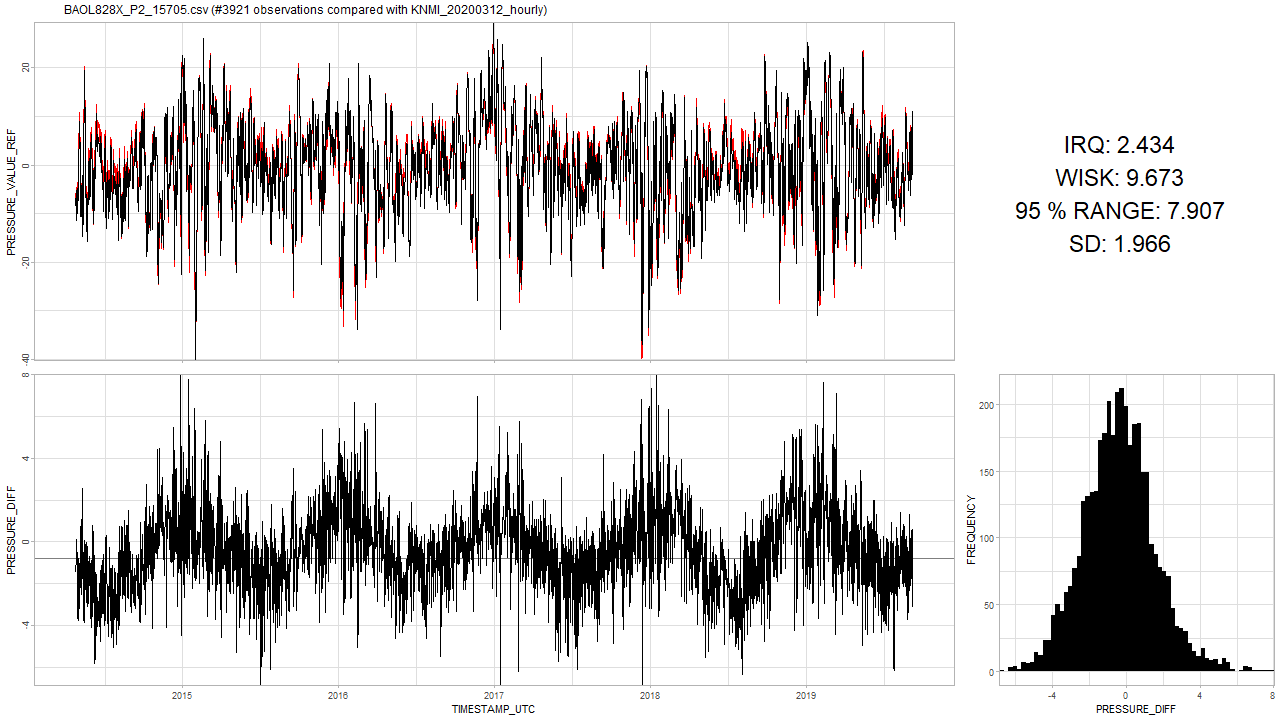 BAOL828X_P2_15705.csv (#3921 observations compared with KNMI_20200312_hourly)
PRESSURE_VALUE_REF
20
0
-20
-40
IRQ: 2.434
WISK: 9.673
95 % RANGE: 7.907
SD: 1.966
PRESSURE_DIFF
8
4
0
-4
2015 2016 2017 2018 2019
TIMESTAMP_UTC
FREQUENCY
200
150
100
50
0
-4 0 4 8
PRESSURE_DIFF